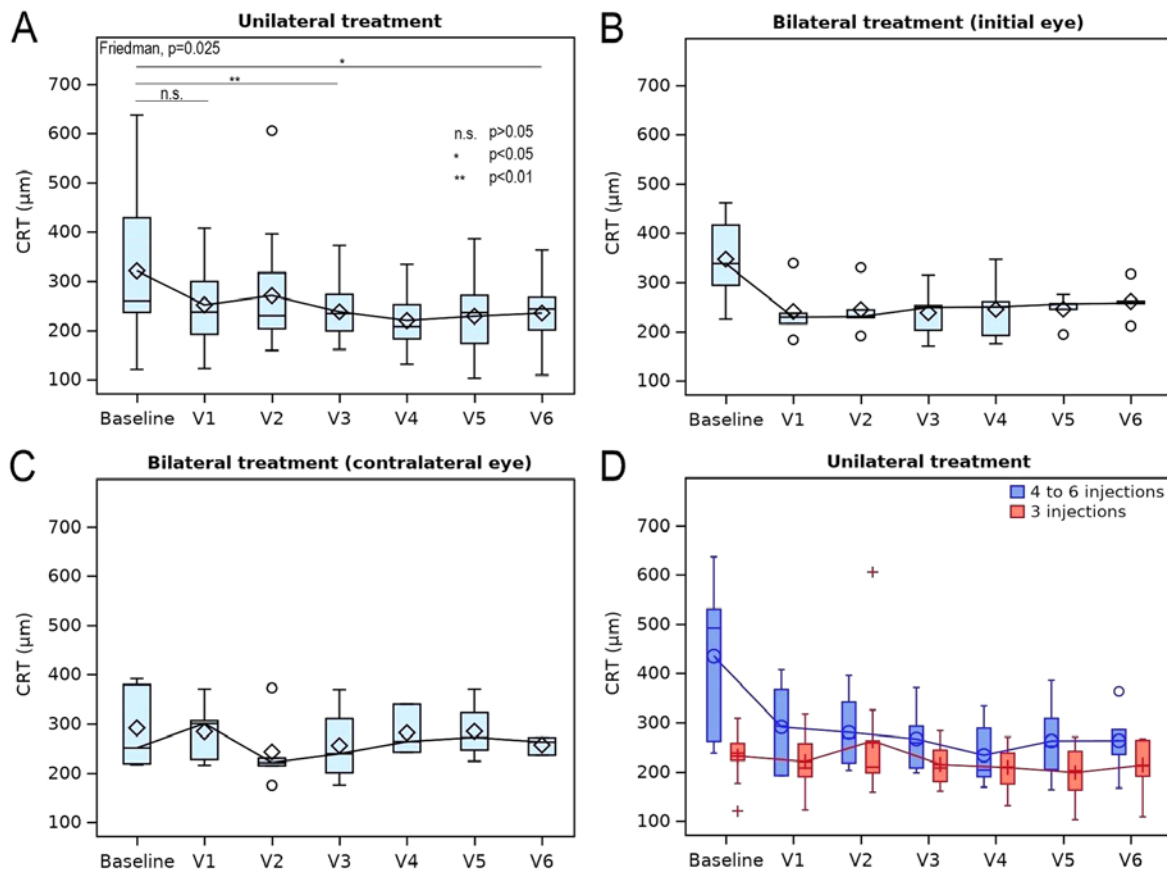 A
Unilateral treatment
Friedman, p=0.025
*
**
n.s.
n.s. p>0.05
* p<0.05
** p<0.01
CRT (µm)
700
600
500
400
300
200
100
Baseline V1 V2 V3 V4 V5 V6
B
Bilateral treatment (initial eye)
CRT (µm)
700
600
500
400
300
200
100
Baseline V1 V2 V3 V4 V5 V6
C
Bilateral treatment (contralateral eye)
CRT (µm)
700
600
500
400
300
200
100
Baseline V1 V2 V3 V4 V5 V6
D
Unilateral treatment
4 to 6 injections
3 injections
CRT (µm)
700
600
500
400
300
200
100
Baseline V1 V2 V3 V4 V5 V6